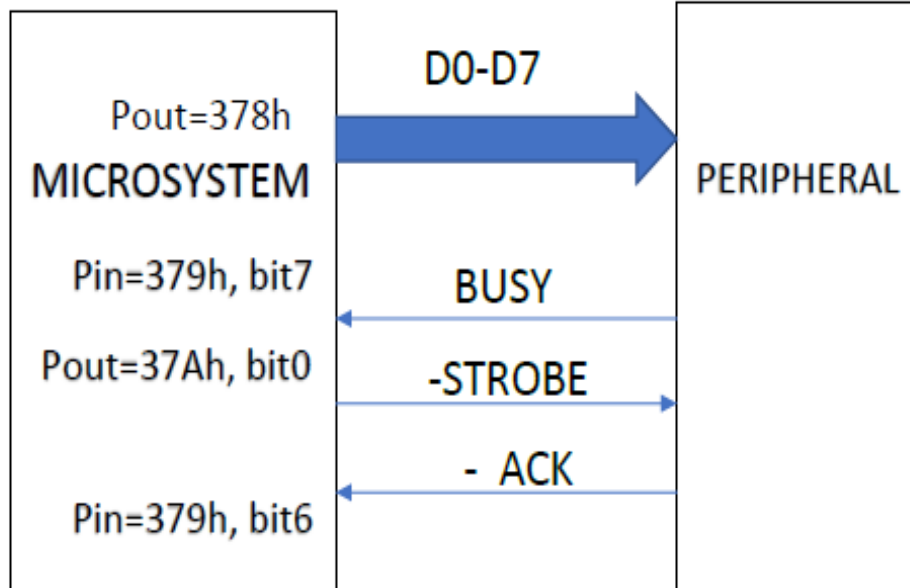 D0-D7
Pout=378h
MICROSYSTEM
PERIPHERAL
Pin=379h, bit7
BUSY
Pout=37Ah, bit0
-STROBE
- ACK
Pin=379h, bit6